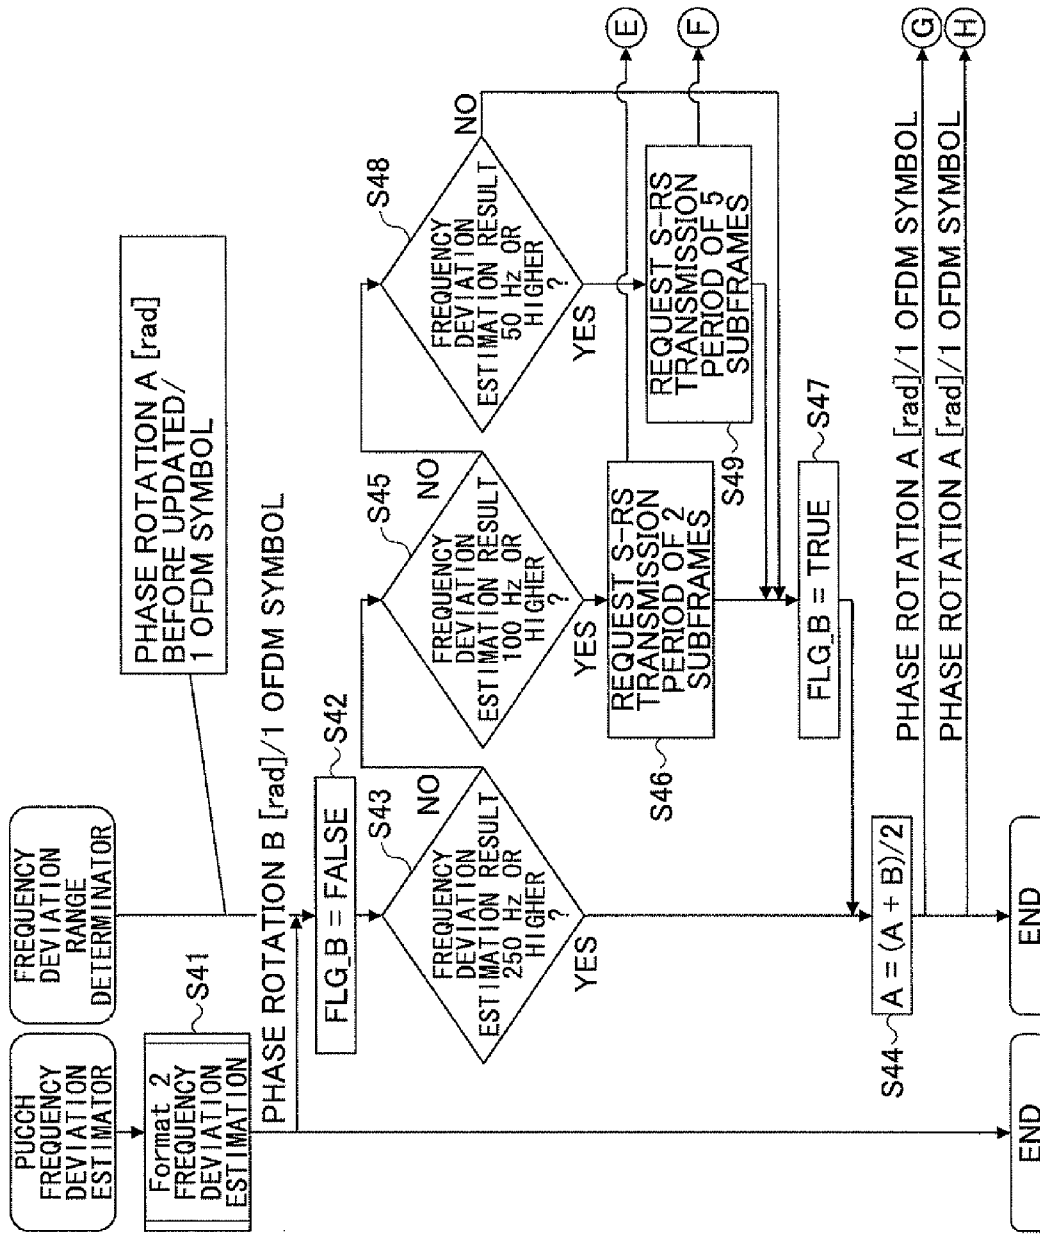 PUCCH
FREQUENCY
DEVIATION
ESTIMATOR
FREQUENCY
DEVIATION
RANGE
DETERMINATOR
PHASE ROTATION A [rad]
BEFORE UPDATED/
1 OFDM SYMBOL
Format 2
FREQUENCY
DEVIATION
ESTIMATION
S41
PHASE ROTATION B [rad]/1 OFDM SYMBOL
FLG_B = FALSE
S42
FREQUENCY
DEVIATION
ESTIMATION RESULT
250 Hz OR
HIGHER
?
S43
NO
YES
FREQUENCY
DEVIATION
ESTIMATION RESULT
100 Hz OR
HIGHER
?
S45
NO
YES
FREQUENCY
DEVIATION
ESTIMATION RESULT
50 Hz OR
HIGHER
?
S48
NO
YES
REQUEST S-RS
TRANSMISSION
PERIOD OF 2
SUBFRAMES
S46
REQUEST S-RS
TRANSMISSION
PERIOD OF 5
SUBFRAMES
S49
E
F
FLG_B = TRUE
S47
S44
A = (A + B)/2
PHASE ROTATION A [rad]/1 OFDM SYMBOL
G
PHASE ROTATION A [rad]/1 OFDM SYMBOL
H
END
END